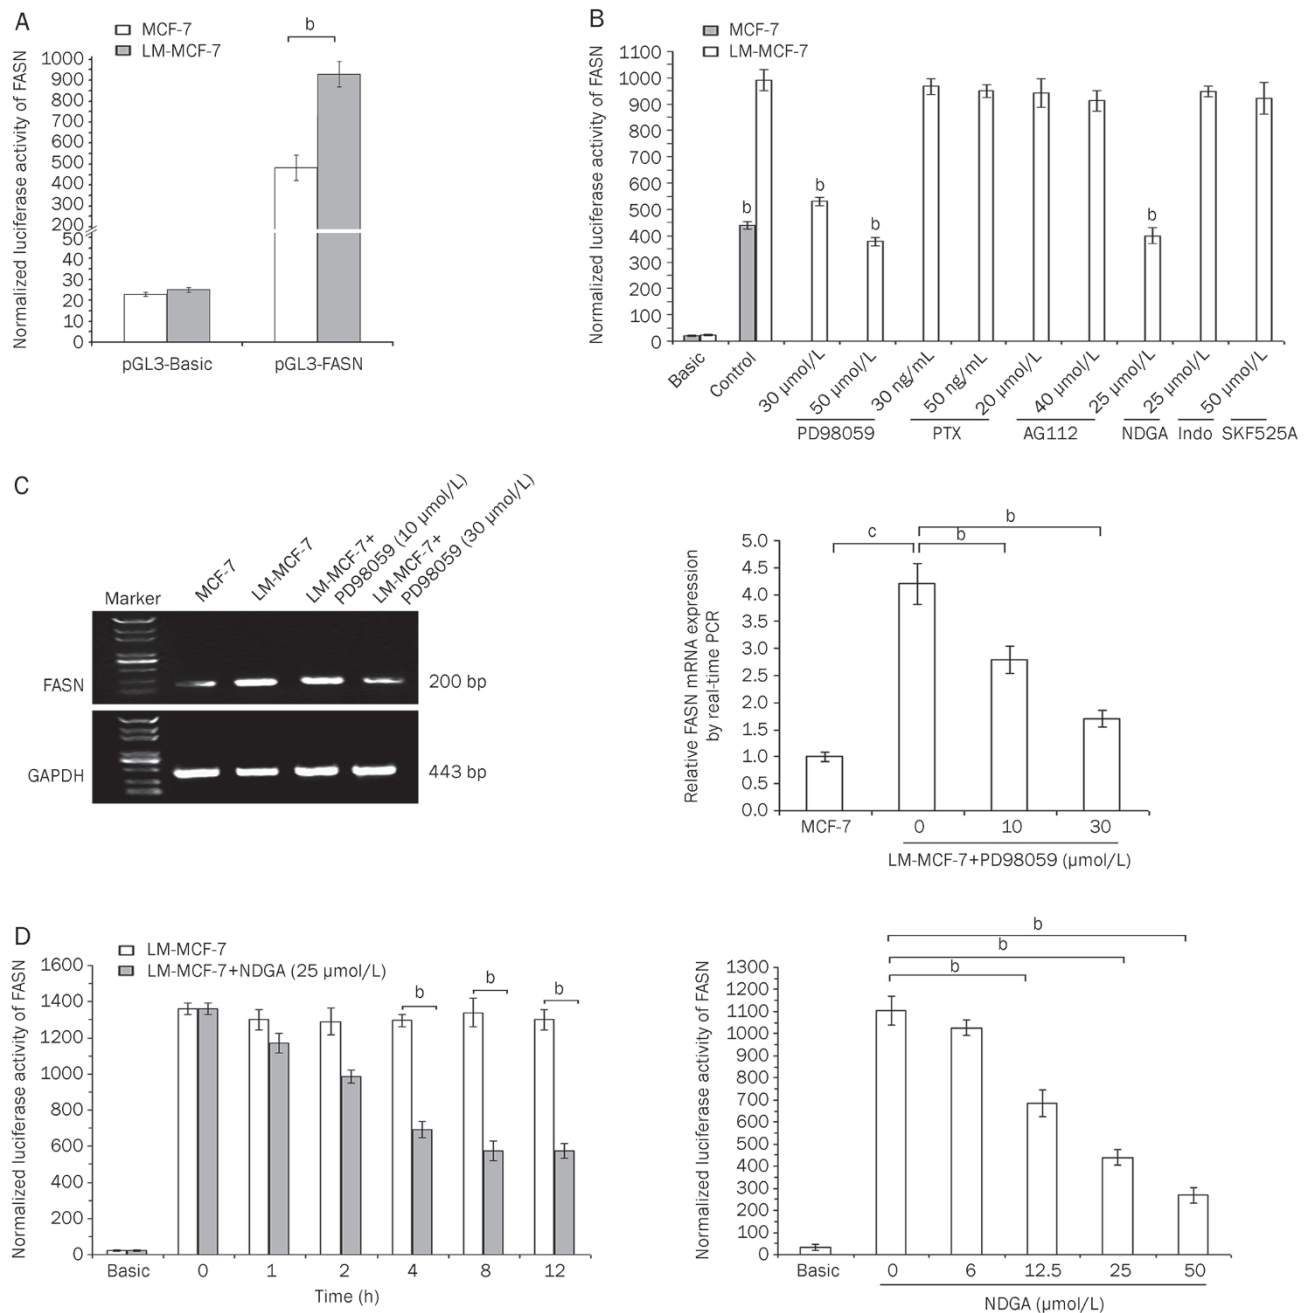 A
MCF-7
LM-MCF-7
b
Normalized luciferase activity of FASN
1000
900
800
700
600
500
400
300
200
50
40
30
20
10
0
pGL3-Basic
pGL3-FASN
B
MCF-7
LM-MCF-7
Normalized luciferase activity of FASN
1100
1000
900
800
700
600
500
400
300
200
100
0
b
b
b
b
Basic
Control
30 µmol/L
50 µmol/L
30 ng/mL
50 ng/mL
20 µmol/L
40 µmol/L
25 µmol/L
25 µmol/L
50 µmol/L
PD98059
PTX
AG112
NDGA
Indo
SKF525A
C
Marker
MCF-7
LM-MCF-7
LM-MCF-7+
PD98059 (10 µmol/L)
LM-MCF-7+
PD98059 (30 µmol/L)
FASN
200 bp
GAPDH
443 bp
Relative FASN mRNA expression
by real-time PCR
5.0
4.5
4.0
3.5
3.0
2.5
2.0
1.5
1.0
0.5
0.0
c
b
b
MCF-7
0
10
30
LM-MCF-7+PD98059 (µmol/L)
D
LM-MCF-7
LM-MCF-7+NDGA (25 µmol/L)
Normalized luciferase activity of FASN
1600
1400
1200
1000
800
600
400
200
0
b
b
b
Basic
0
1
2
4
8
12
Time (h)
Normalized luciferase activity of FASN
1300
1200
1100
1000
900
800
700
600
500
400
300
200
100
0
b
b
b
Basic
0
6
12.5
25
50
NDGA (µmol/L)